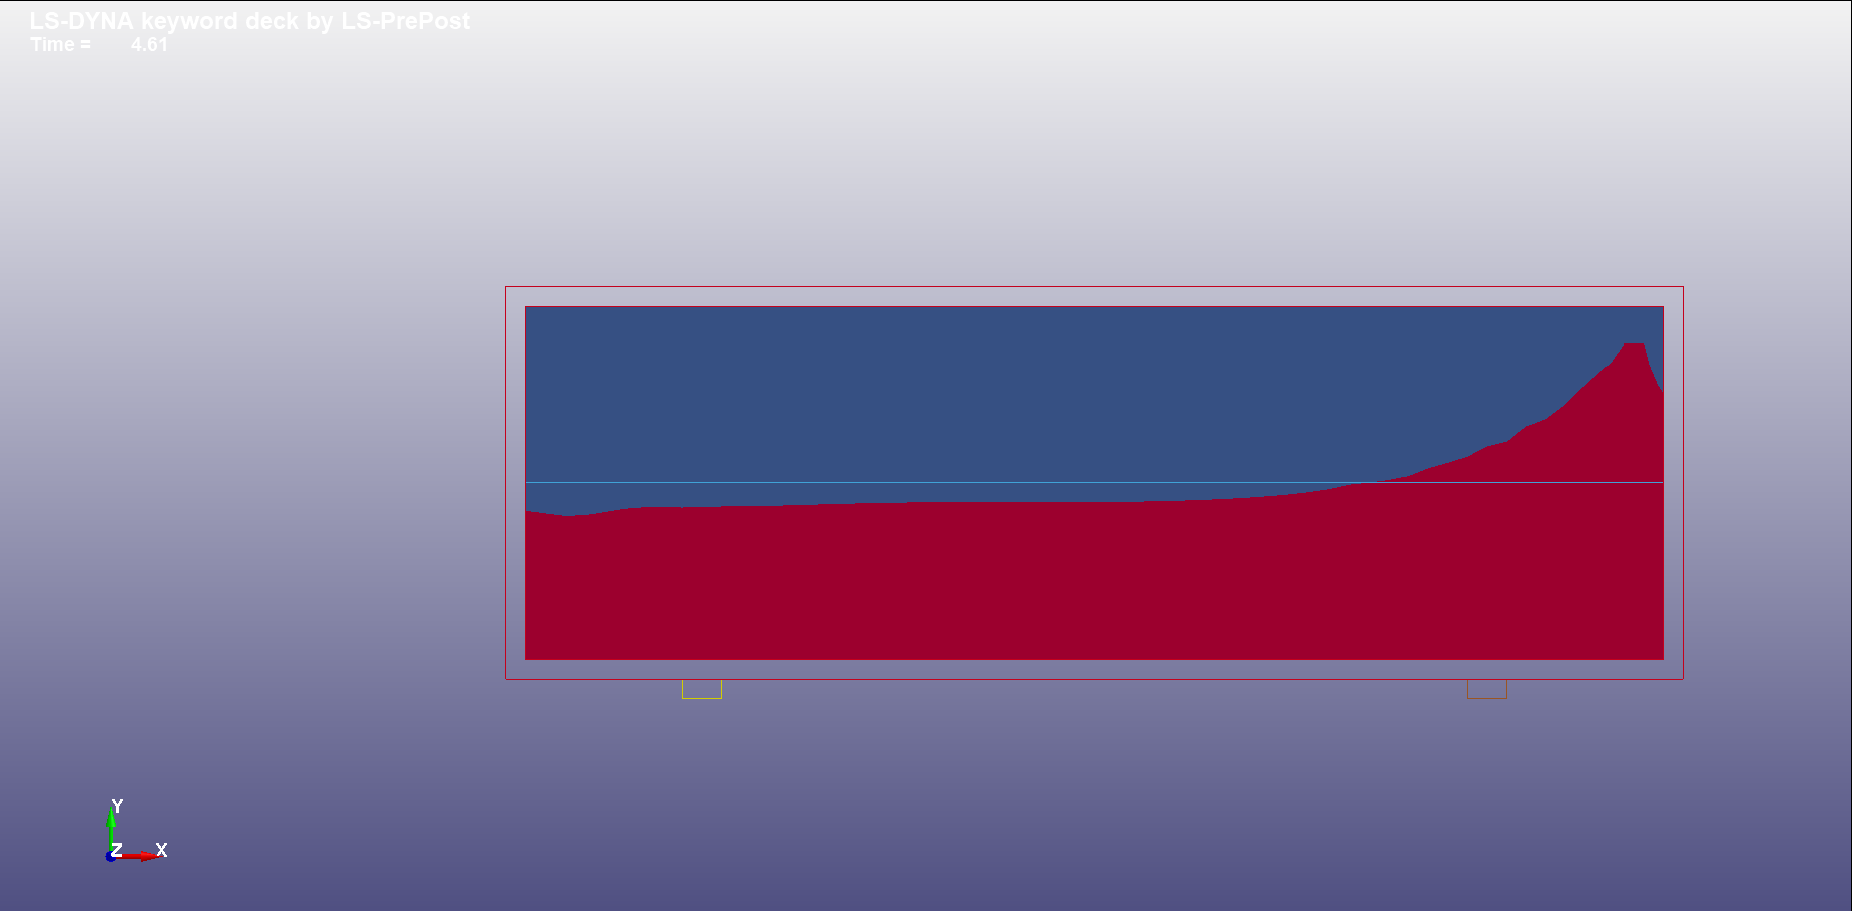 LS-DYNA keyword deck by LS-PrePost
Time = 4.61
Y
Z X